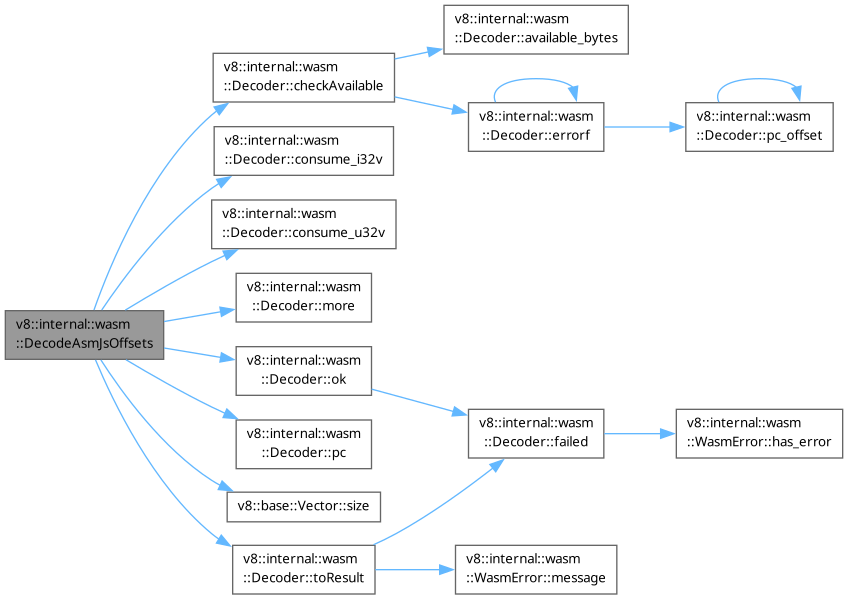 v8::internal::wasm
::Decoder::available_bytes
v8::internal::wasm
::Decoder::checkAvailable
v8::internal::wasm
::Decoder::errorf
v8::internal::wasm
::Decoder::pc_offset
v8::internal::wasm
::Decoder::consume_i32v
v8::internal::wasm
::Decoder::consume_u32v
v8::internal::wasm
::Decoder::more
v8::internal::wasm
::DecodeAsmJsOffsets
v8::internal::wasm
::Decoder::ok
v8::internal::wasm
::Decoder::failed
v8::internal::wasm
::WasmError::has_error
v8::internal::wasm
::Decoder::pc
v8::base::Vector::size
v8::internal::wasm
::Decoder::toResult
v8::internal::wasm
::WasmError::message